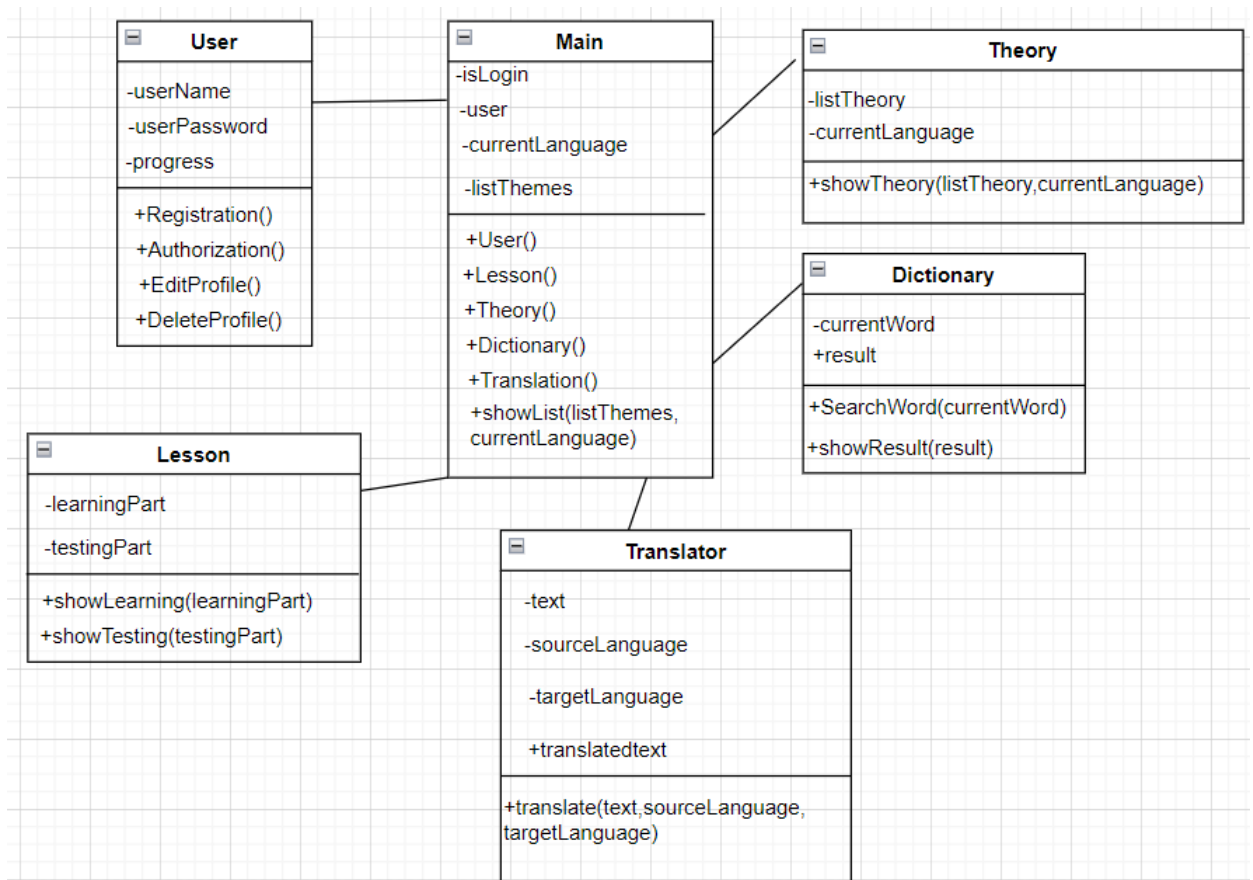 User
-userName
-userPassword
-progress
+Registration()
+Authorization()
+EditProfile()
+DeleteProfile()
Main
-isLogin
-user
-currentLanguage
-listThemes
+User()
+Lesson()
+Theory()
+Dictionary()
+Translation()
+showList(listThemes,
currentLanguage)
Theory
-listTheory
-currentLanguage
+showTheory(listTheory,currentLanguage)
Dictionary
-currentWord
+result
+SearchWord(currentWord)
+showResult(result)
Lesson
-learningPart
-testingPart
+showLearning(learningPart)
+showTesting(testingPart)
Translator
-text
-sourceLanguage
-targetLanguage
+translatedtext
+translate(text,sourceLanguage,
targetLanguage)